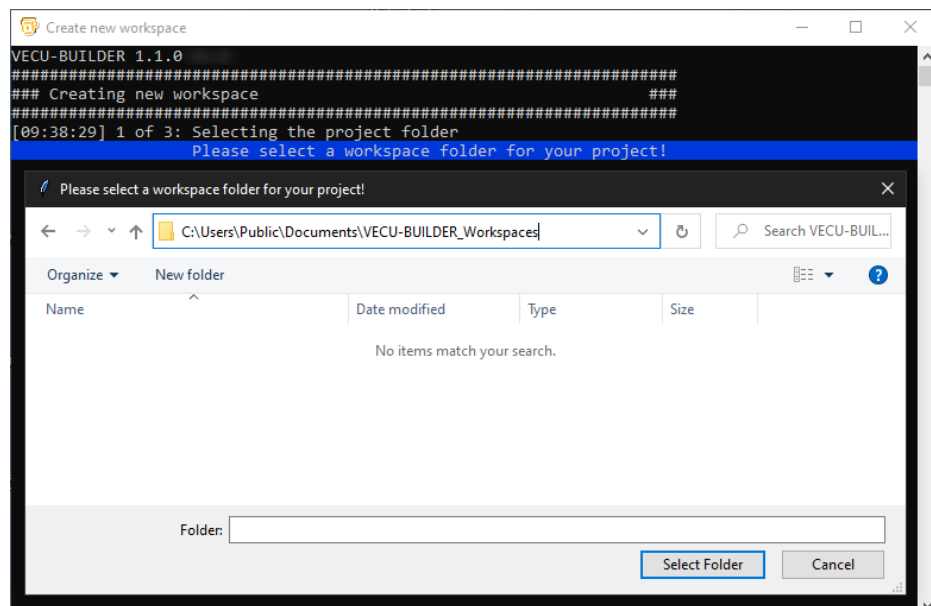 Create new workspace
VECU-BUILDER 1.1.0
######################################################################
### Creating new workspace                                         ###
######################################################################
[09:38:29] 1 of 3: Selecting the project folder
Please select a workspace folder for your project!
Please select a workspace folder for your project!
C:\Users\Public\Documents\VECU-BUILDER_Workspaces
Search VECU-BUIL...
Organize
New folder
Name
Date modified
Type
Size
No items match your search.
Folder:
Select Folder
Cancel